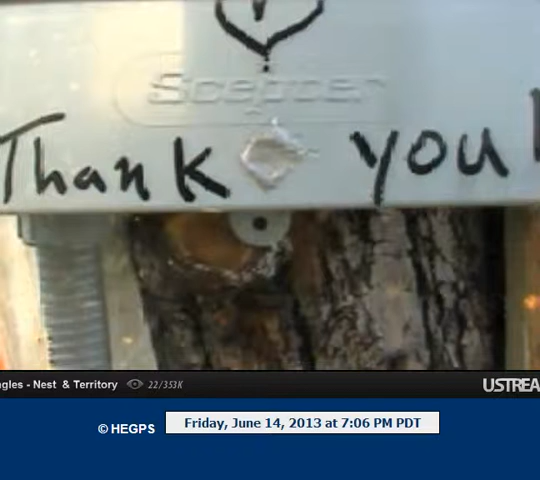 Scepter
Thank you!
gles - Nest & Territory 22/353K USTREA
© HEGPS Friday, June 14, 2013 at 7:06 PM PDT